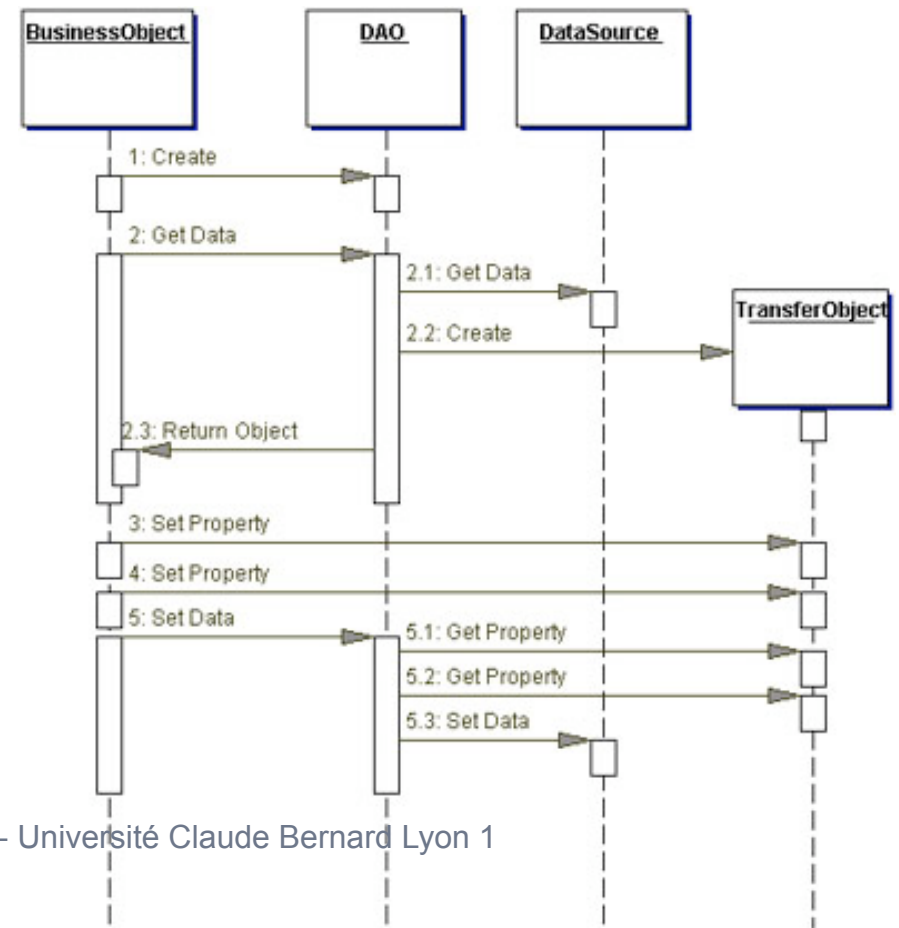 BusinessObject
DAO
DataSource
1: Create
2: Get Data
2.1: Get Data
TransferObject
2.2: Create
2.3: Return Object
3: Set Property
4: Set Property
5: Set Data
5.1: Get Property
5.2: Get Property
5.3: Set Data
- Université Claude Bernard Lyon 1